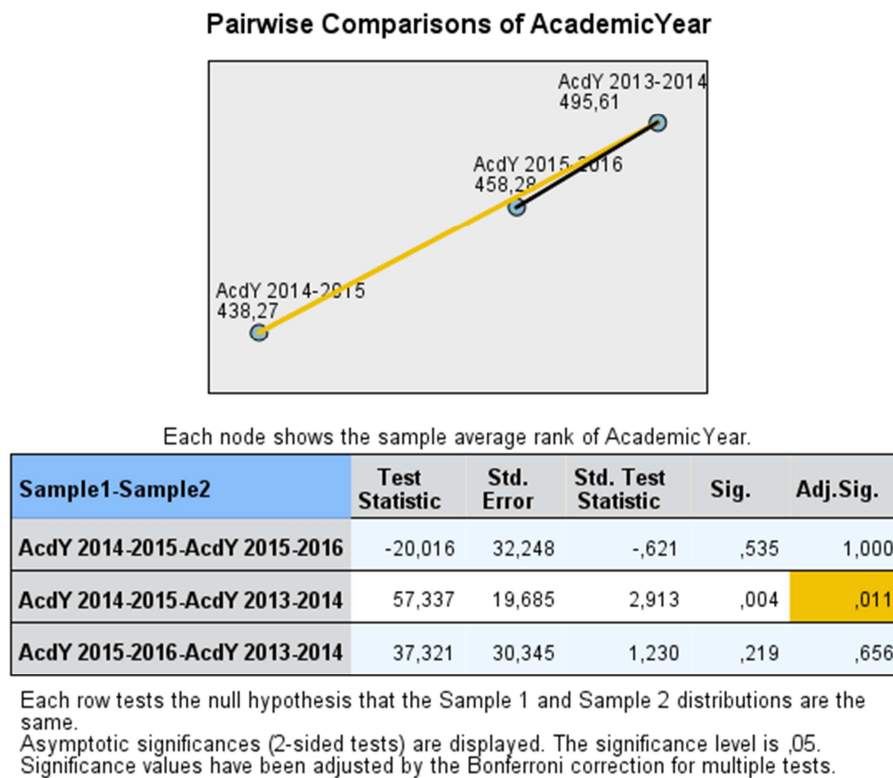 Pairwise Comparisons of AcademicYear
AcdY 2013-2014
495,61
AcdY 2015-2016
458,28
AcdY 2014-2015
438,27
Each node shows the sample average rank of AcademicYear.
Sample1-Sample2 Test Statistic Std. Error Std. Test Statistic Sig. Adj.Sig.
AcdY 2014-2015-AcdY 2015-2016 -20,016 32,248 -,621 ,535 1,000
AcdY 2014-2015-AcdY 2013-2014 57,337 19,685 2,913 ,004 ,011
AcdY 2015-2016-AcdY 2013-2014 37,321 30,345 1,230 ,219 ,656
Each row tests the null hypothesis that the Sample 1 and Sample 2 distributions are the
same.
Asymptotic significances (2-sided tests) are displayed. The significance level is ,05.
Significance values have been adjusted by the Bonferroni correction for multiple tests.